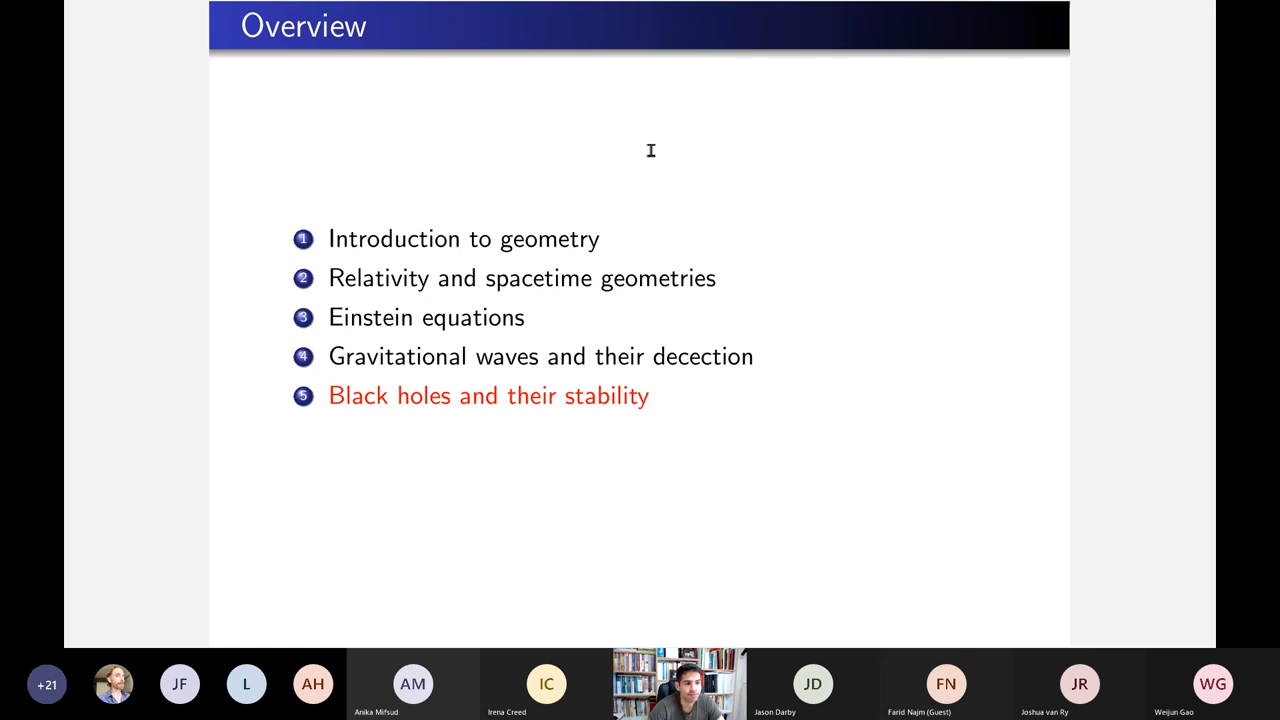 Overview
1 Introduction to geometry
2 Relativity and spacetime geometries
3 Einstein equations
4 Gravitational waves and their decection
5 Black holes and their stability
+21
JF
L
AH
AM
Anika Mifsud
IC
Irena Creed
JD
Jason Darby
FN
Farid Najm (Guest)
JR
Joshua van Ry
WG
Weijun Gao